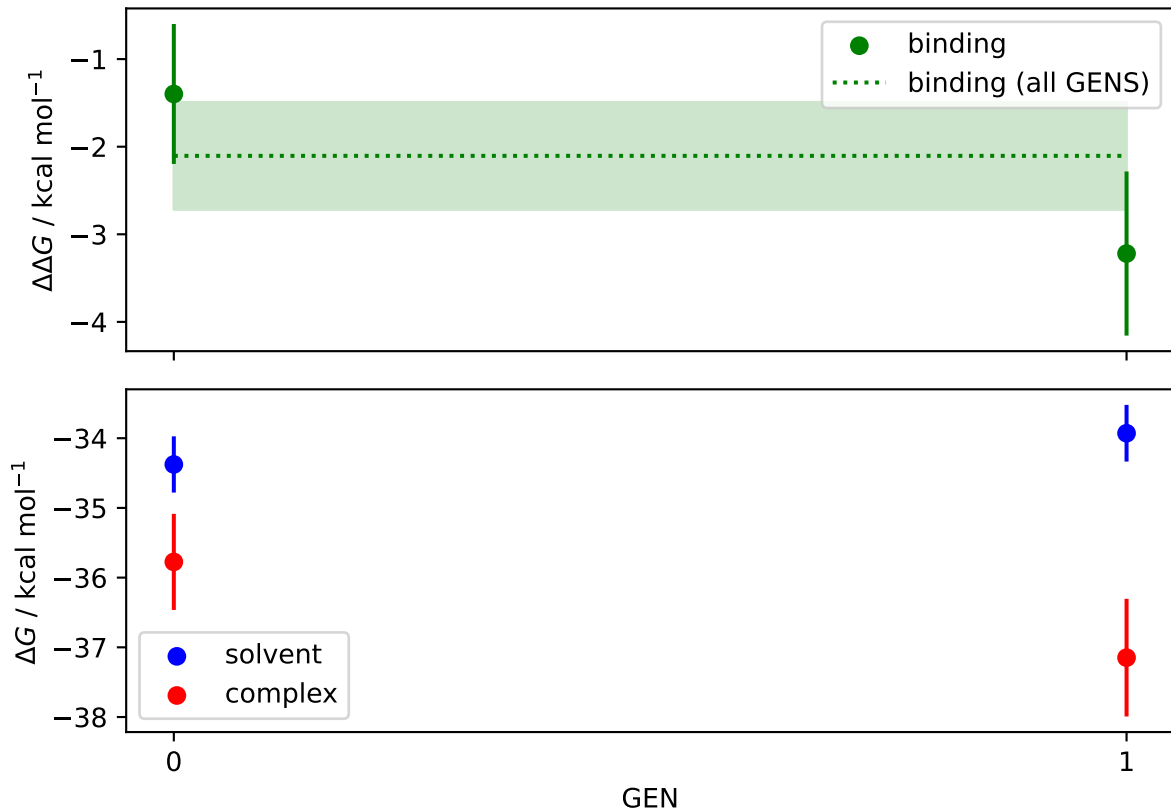 binding
binding (all GENS)
ΔΔG / kcal mol⁻¹
−1
−2
−3
−4
ΔG / kcal mol⁻¹
−34
−35
−36
−37
−38
solvent
complex
0
1
GEN